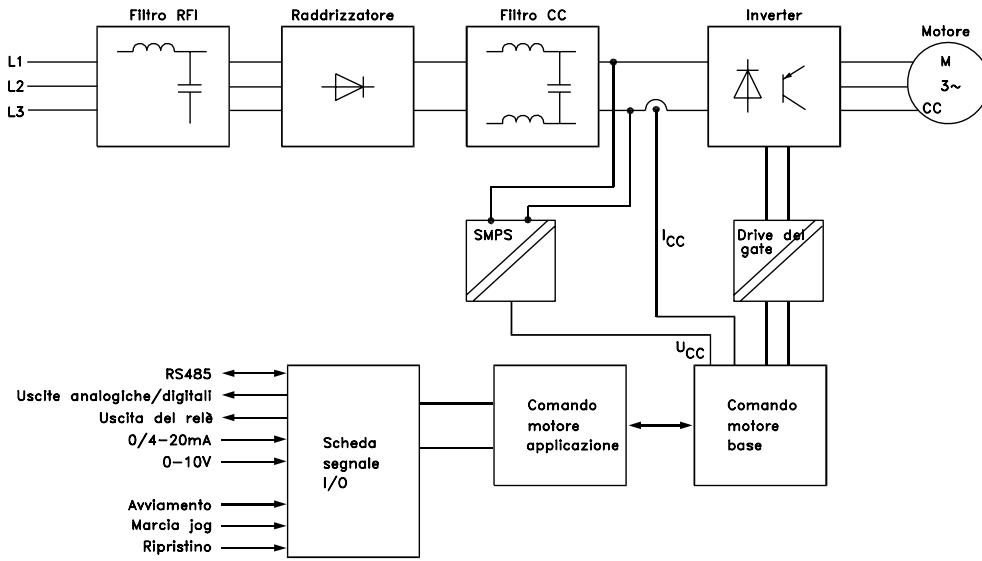 Filtro RFI
Raddrizzatore
Filtro CC
Inverter
Motore
L1
L2
L3
M
3~
CC
SMPS
ICC
Drive del
gate
UCC
RS485
Uscite analogiche/digitali
Uscita del relè
0/4-20mA
0-10V
Avviamento
Marcia jog
Ripristino
Scheda
segnale
I/O
Comando
motore
applicazione
Comando
motore
base